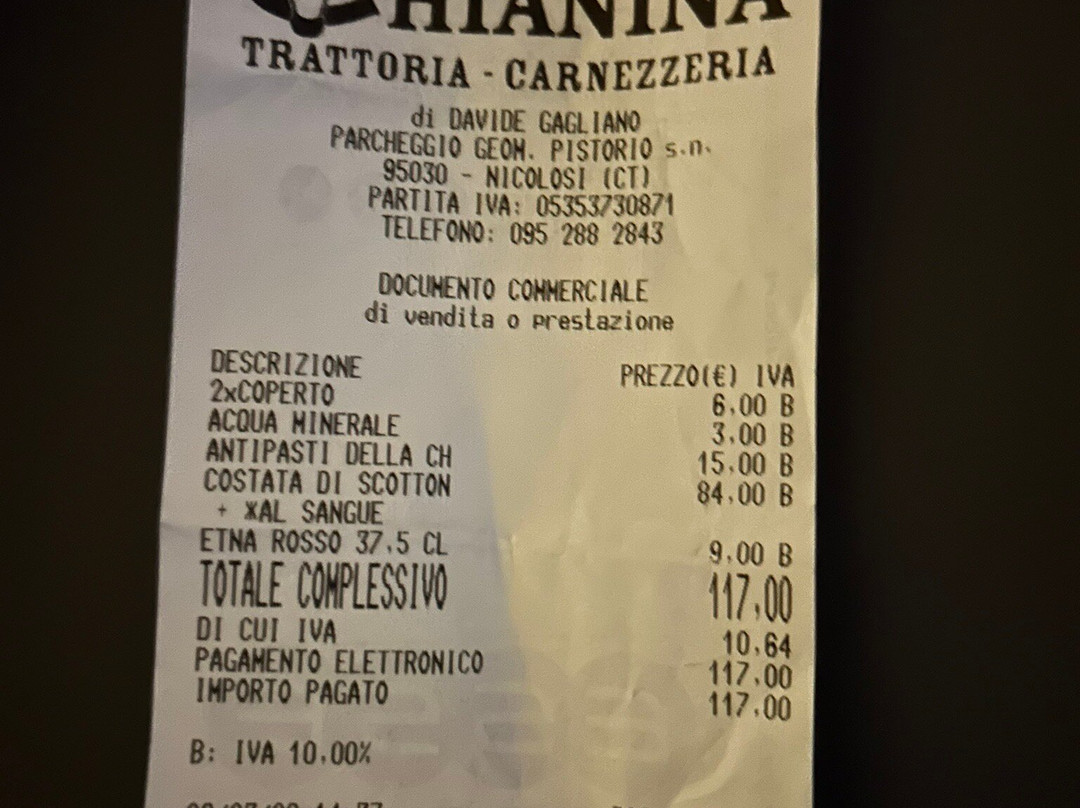 CHIANINA
TRATTORIA - CARNEZZERIA
di DAVIDE GAGLIANO
PARCHEGGIO GEOM. PISTORIO s.n.
95030 - NICOLOSI (CT)
PARTITA IVA: 05353730871
TELEFONO: 095 288 2843
DOCUMENTO COMMERCIALE
di vendita o prestazione
DESCRIZIONE PREZZO(€) IVA
2xCOPERTO 6,00 B
ACQUA MINERALE 3,00 B
ANTIPASTI DELLA CH 15,00 B
COSTATA DI SCOTTON 84,00 B
+ *AL SANGUE
ETNA ROSSO 37,5 CL 9,00 B
TOTALE COMPLESSIVO 117,00
DI CUI IVA 10,64
PAGAMENTO ELETTRONICO 117,00
IMPORTO PAGATO 117,00
B: IVA 10,00%